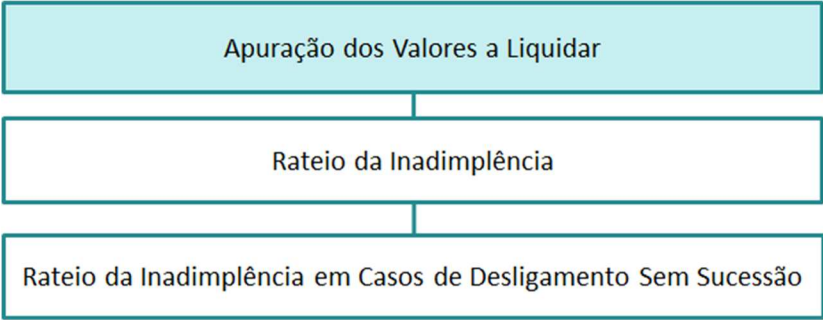 Apuração dos Valores a Liquidar
Rateio da Inadimplência
Rateio da Inadimplência em Casos de Desligamento Sem Sucessão